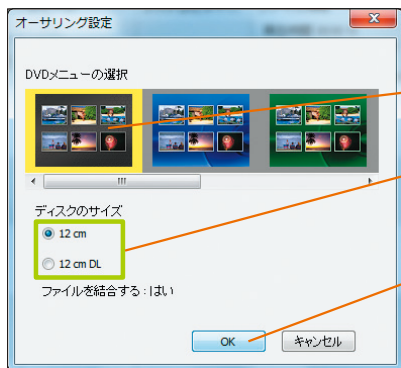 オーサリング設定
DVDメニューの選択
ディスクのサイズ
12 cm
12 cm DL
ファイルを結合する : はい
OK
キャンセル